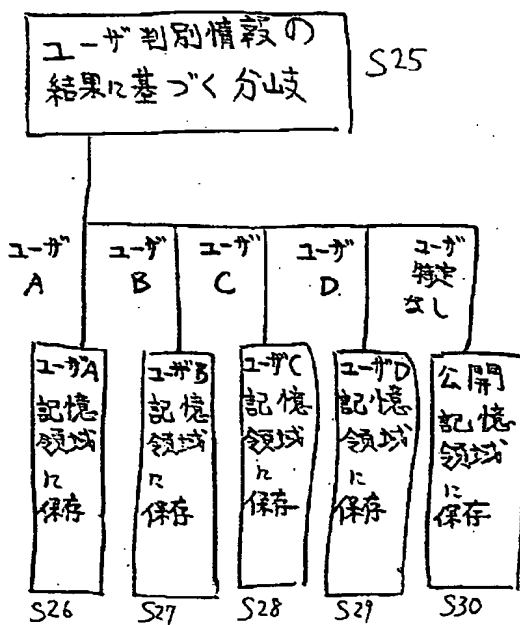 ユーザ判別情報の
結果に基づく分岐
S25
ユーザ
A
ユーザ
B
ユーザ
C
ユーザ
D
ユーザ
特定
なし
ユーザA
記憶
領域
に
保存
ユーザB
記憶
領域
に
保存
ユーザC
記憶
領域
に
保存
ユーザD
記憶
領域
に
保存
公開
記憶
領域
に
保存
S26
S27
S28
S29
S30